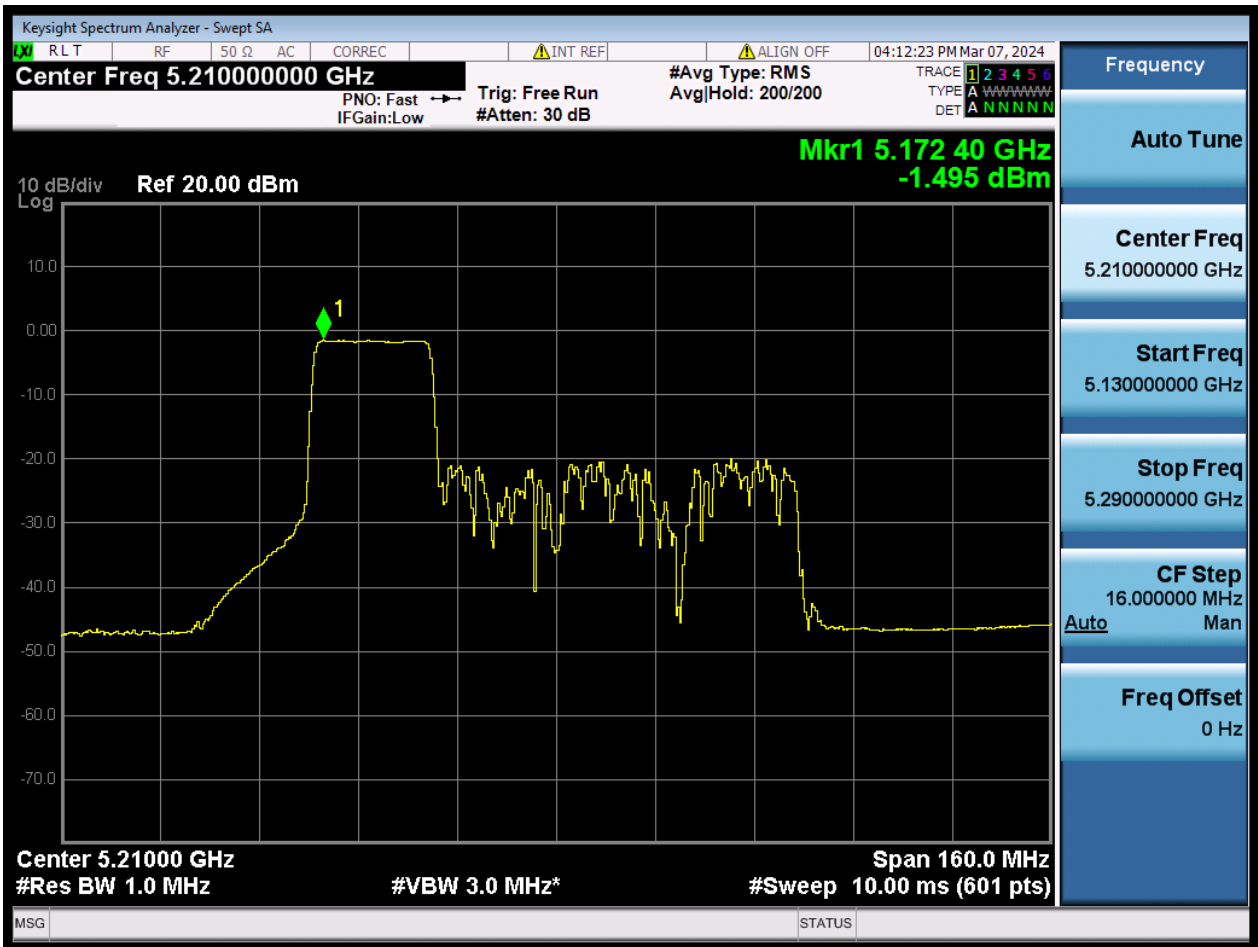 Keysight Spectrum Analyzer - Swept SA
LXI RLT RF 50 Ω AC CORREC INT REF ALIGN OFF 04:12:23 PM Mar 07, 2024
Center Freq 5.210000000 GHz
PNO: Fast
IFGain:Low
Trig: Free Run
#Atten: 30 dB
#Avg Type: RMS
Avg|Hold: 200/200
TRACE 1 2 3 4 5 6
TYPE A WWWWW
DET A N N N N N
Mkr1 5.172 40 GHz
-1.495 dBm
10 dB/div Ref 20.00 dBm
Log
10.0
1
0.00
-10.0
-20.0
-30.0
-40.0
-50.0
-60.0
-70.0
Center 5.21000 GHz Span 160.0 MHz
#Res BW 1.0 MHz #VBW 3.0 MHz* #Sweep 10.00 ms (601 pts)
MSG STATUS
Frequency
Auto Tune
Center Freq
5.210000000 GHz
Start Freq
5.130000000 GHz
Stop Freq
5.290000000 GHz
CF Step
16.000000 MHz
Auto Man
Freq Offset
0 Hz